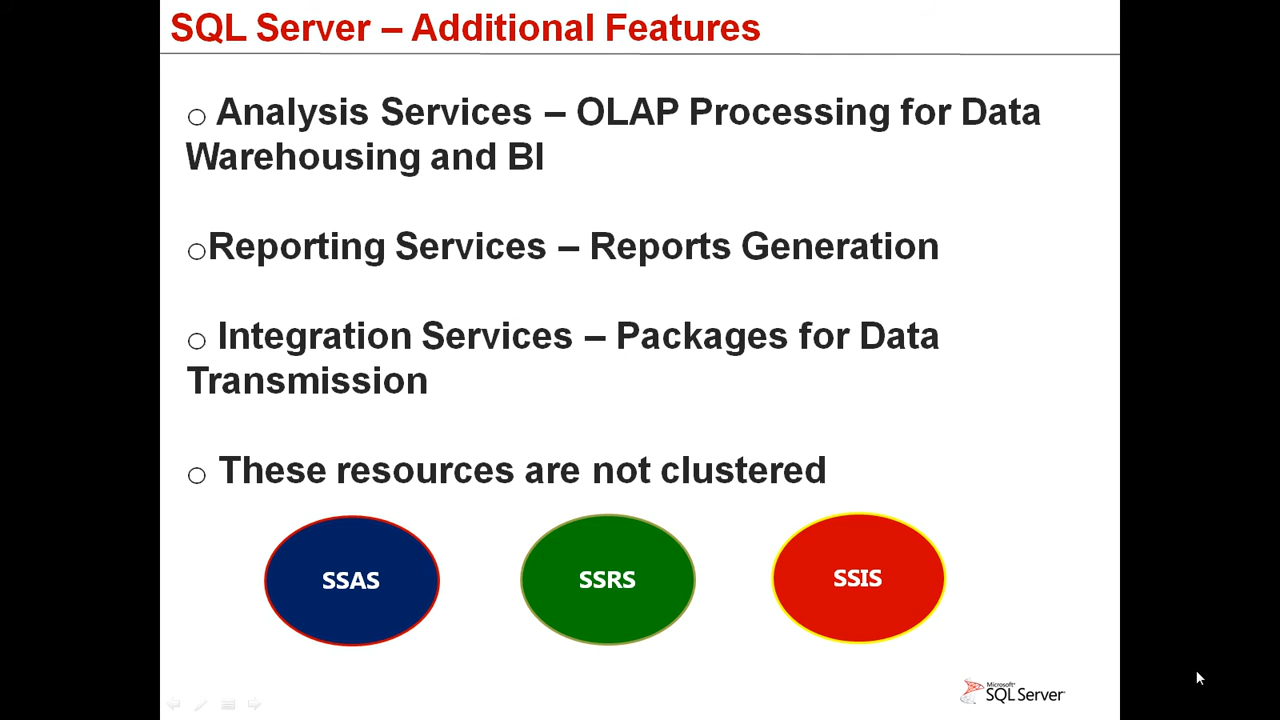 SQL Server – Additional Features
o Analysis Services – OLAP Processing for Data
Warehousing and BI
oReporting Services – Reports Generation
o Integration Services – Packages for Data
Transmission
o These resources are not clustered
SSAS SSRS SSIS
Microsoft®
SQL Server